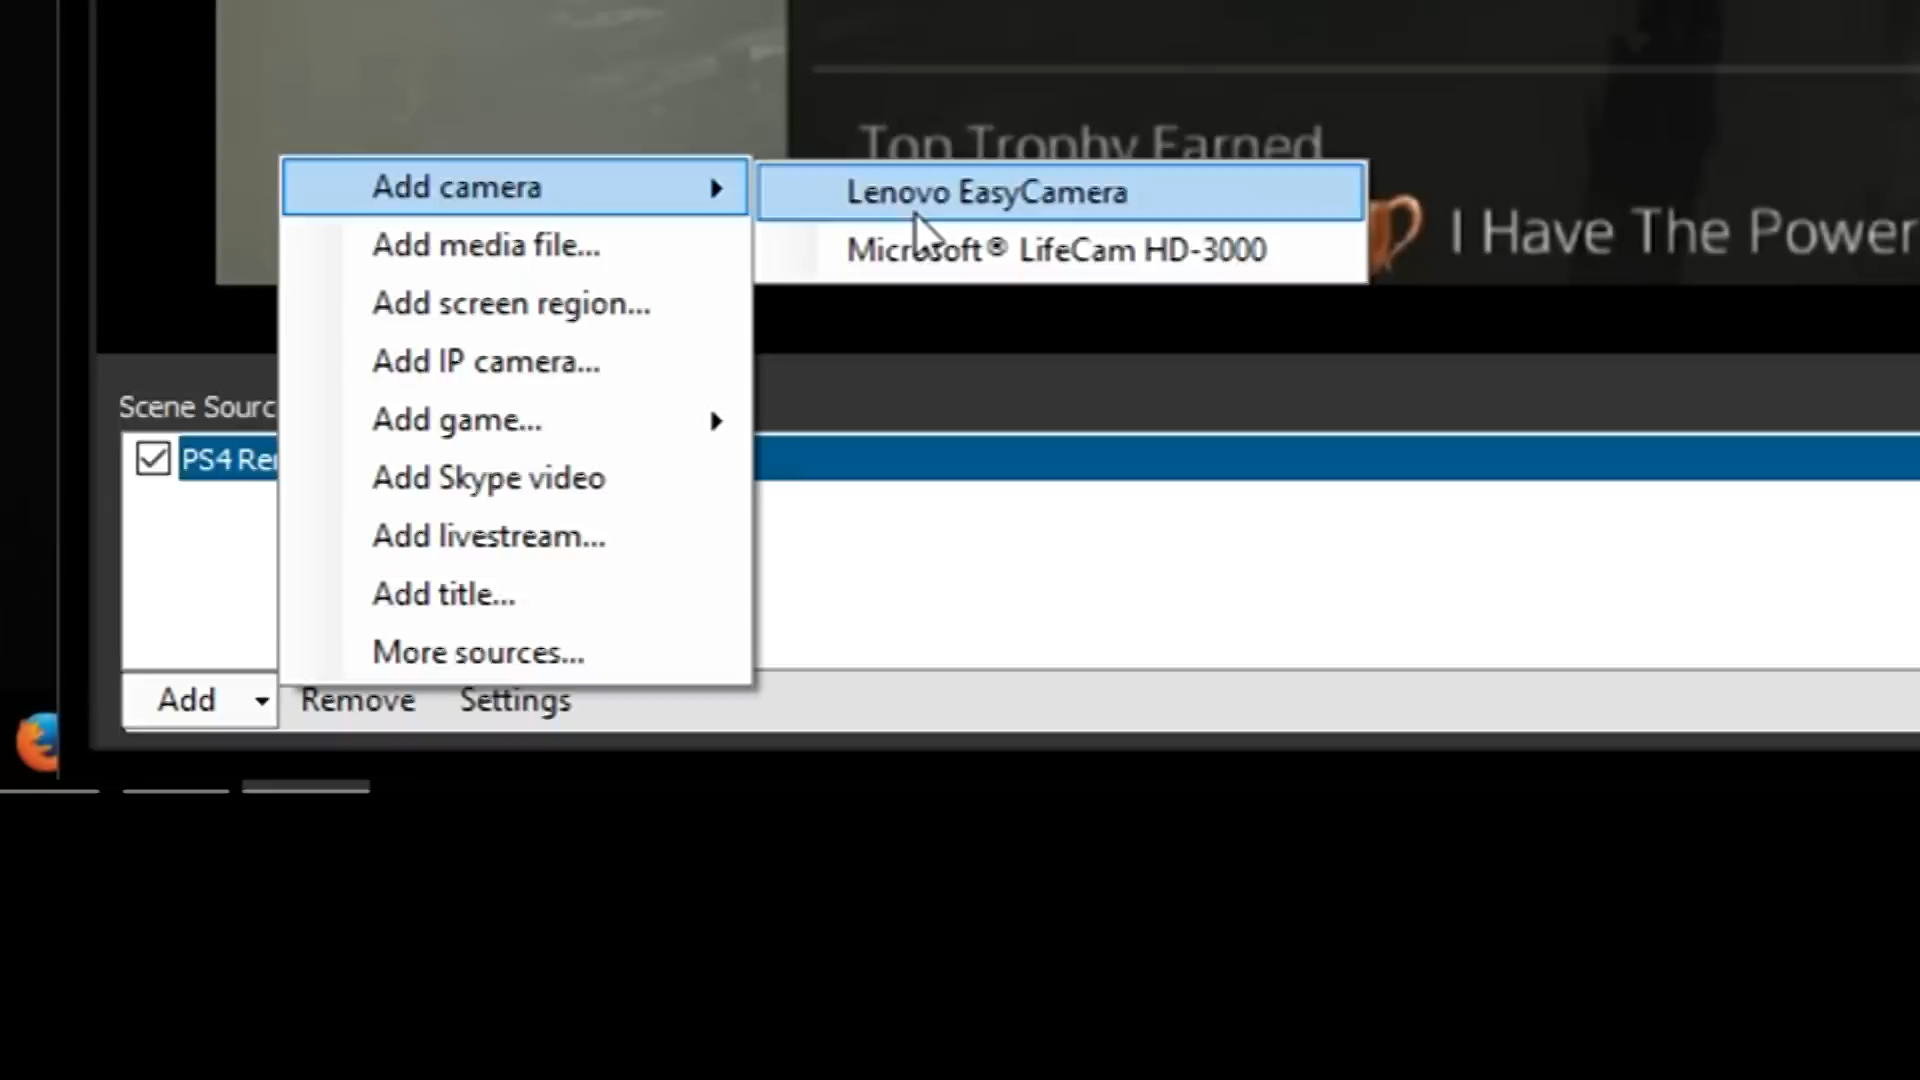 Top Trophy Earned
Add camera
Lenovo EasyCamera
Add media file...
Microsoft® LifeCam HD-3000
I Have The Power
Add screen region...
Add IP camera...
Scene Sourc
Add game...
PS4 Re
Add Skype video
Add livestream...
Add title...
More sources...
Add
Remove
Settings